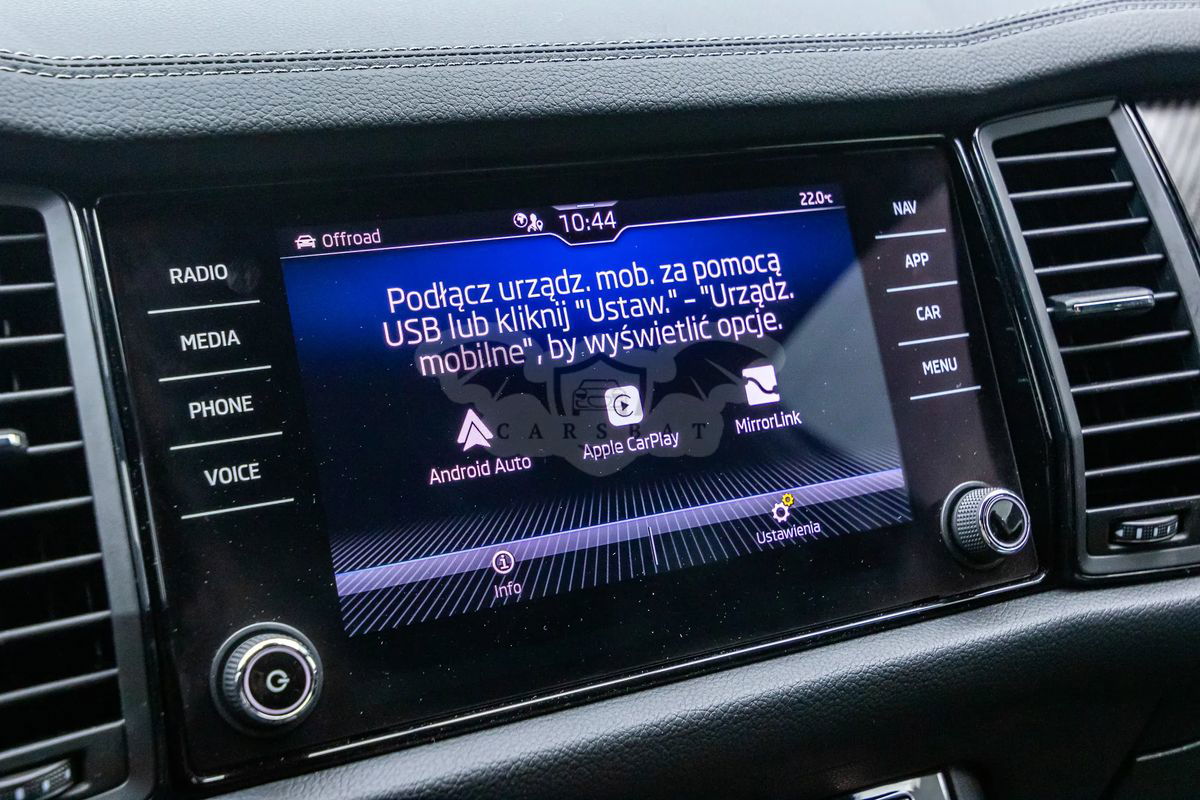 Offroad
10:44
22.0°C
RADIO
MEDIA
PHONE
VOICE
NAV
APP
CAR
MENU
Podłącz urządz. mob. za pomocą
USB lub kliknij "Ustaw." - "Urządz.
mobilne", by wyświetlić opcje.
CARSBAT
Android Auto
Apple CarPlay
MirrorLink
Info
Ustawienia